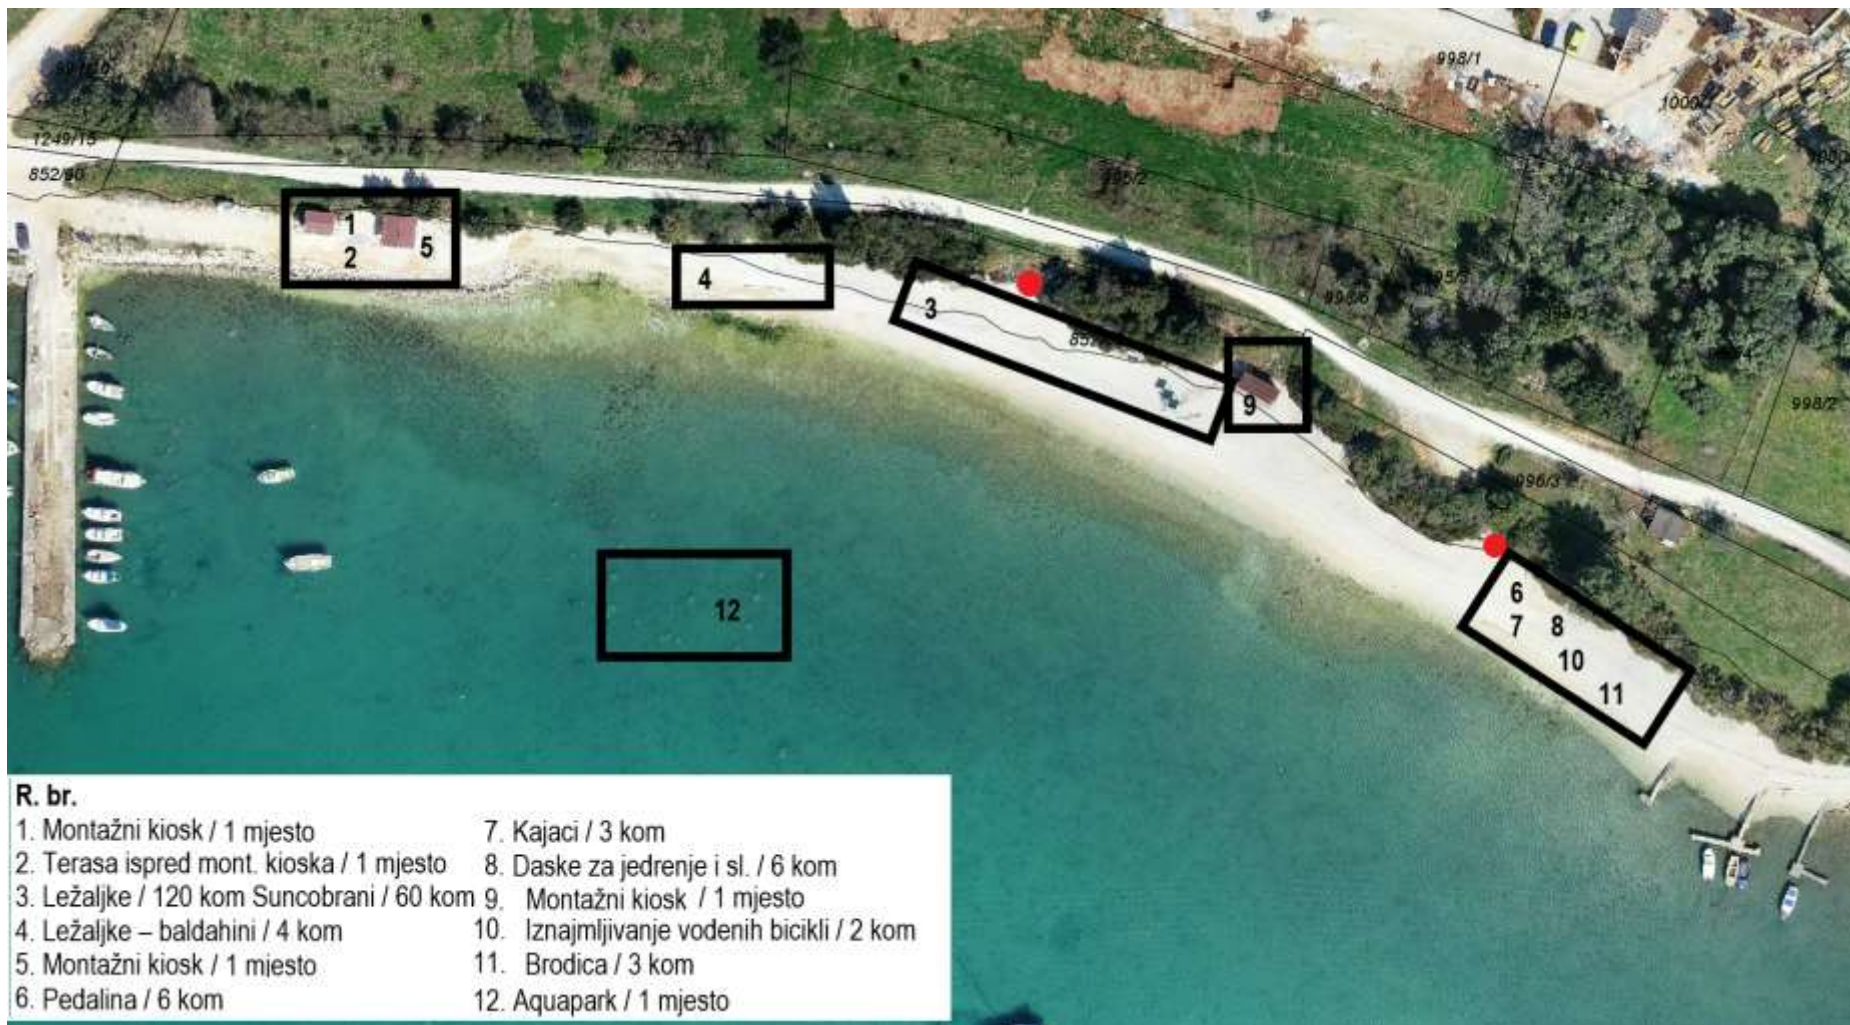 998/1
1000/1
1249/15
852/90
995/2
1
2
5
4
3
9
998/2
996/3
12
6
7
8
10
11
R. br.
1. Montažni kiosk / 1 mjesto
2. Terasa ispred mont. kioska / 1 mjesto
3. Ležaljke / 120 kom Suncobrani / 60 kom
4. Ležaljke – baldahini / 4 kom
5. Montažni kiosk / 1 mjesto
6. Pedalina / 6 kom
7. Kajaci / 3 kom
8. Daske za jedrenje i sl. / 6 kom
9. Montažni kiosk / 1 mjesto
10. Iznajmljivanje vodenih bicikli / 2 kom
11. Brodica / 3 kom
12. Aquapark / 1 mjesto